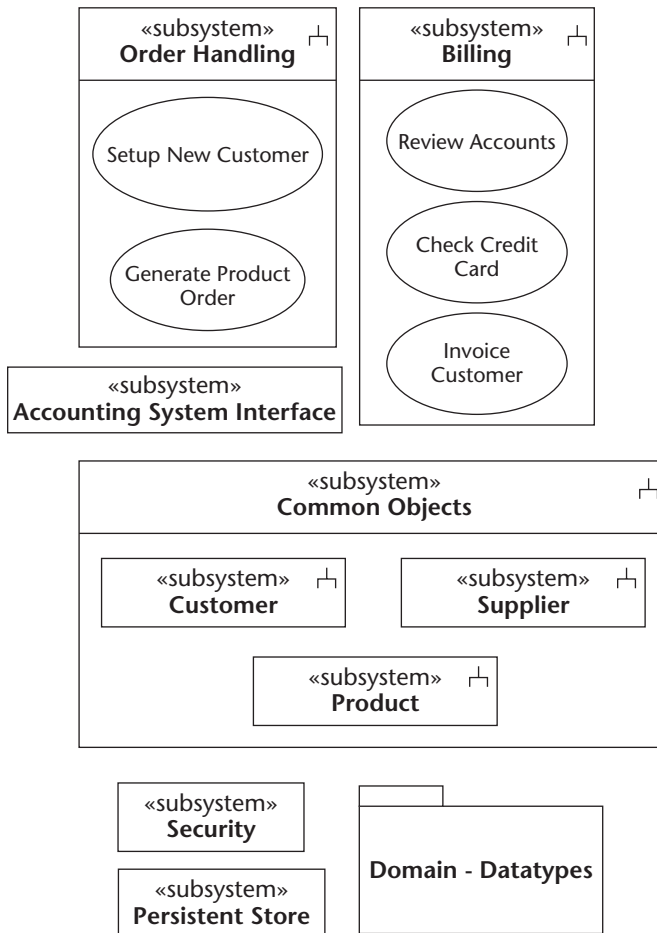 «subsystem»
Order Handling
Setup New Customer
Generate Product
Order
«subsystem»
Billing
Review Accounts
Check Credit
Card
Invoice
Customer
«subsystem»
Accounting System Interface
«subsystem»
Common Objects
«subsystem»
Customer
«subsystem»
Supplier
«subsystem»
Product
«subsystem»
Security
«subsystem»
Persistent Store
Domain - Datatypes